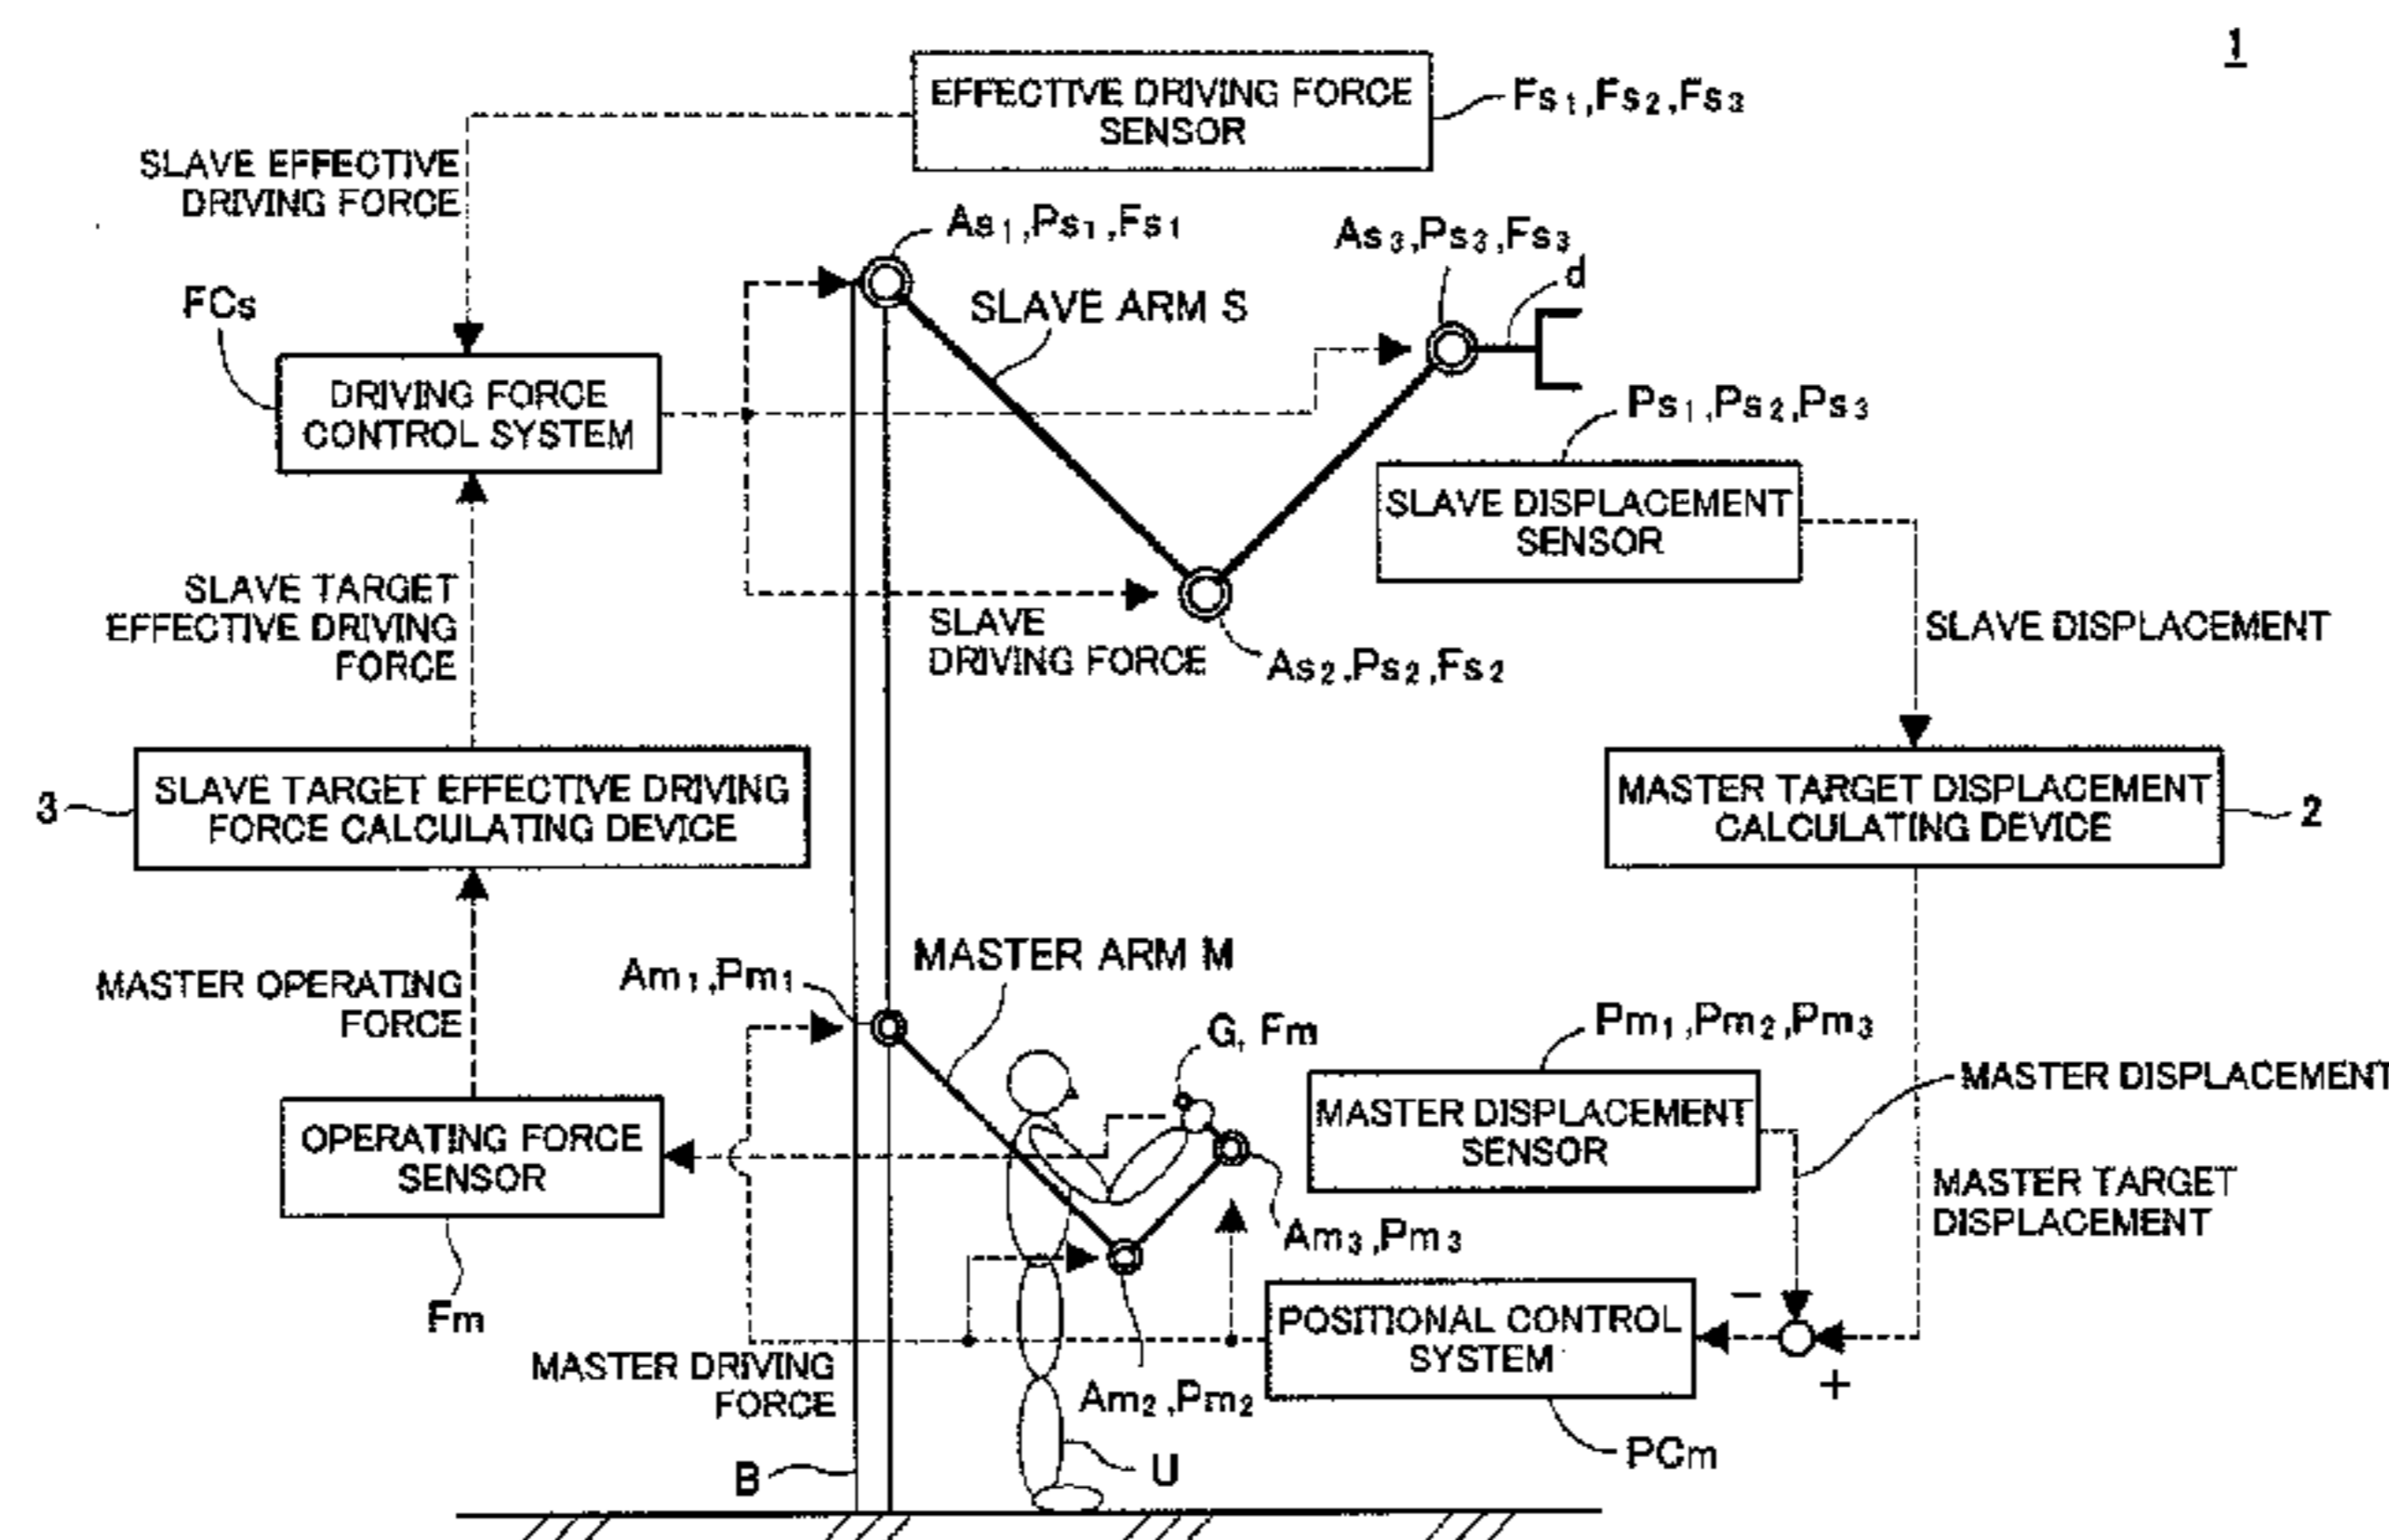 1
EFFECTIVE DRIVING FORCE
SENSOR
Fs1,Fs2,Fs3
SLAVE EFFECTIVE
DRIVING FORCE
As1,Ps1,Fs1
As3,Ps3,Fs3
d
FCs
SLAVE ARM S
DRIVING FORCE
CONTROL SYSTEM
Ps1,Ps2,Ps3
SLAVE DISPLACEMENT
SENSOR
SLAVE TARGET
EFFECTIVE DRIVING
FORCE
SLAVE
DRIVING FORCE
As2,Ps2,Fs2
SLAVE DISPLACEMENT
3
SLAVE TARGET EFFECTIVE DRIVING
FORCE CALCULATING DEVICE
MASTER TARGET DISPLACEMENT
CALCULATING DEVICE
2
MASTER OPERATING
FORCE
Am1,Pm1
MASTER ARM M
G, Fm
Pm1,Pm2,Pm3
MASTER DISPLACEMENT
OPERATING FORCE
SENSOR
MASTER DISPLACEMENT
SENSOR
MASTER TARGET
DISPLACEMENT
Am3,Pm3
Fm
−
POSITIONAL CONTROL
SYSTEM
+
MASTER DRIVING
FORCE
Am2,Pm2
PCm
B
U